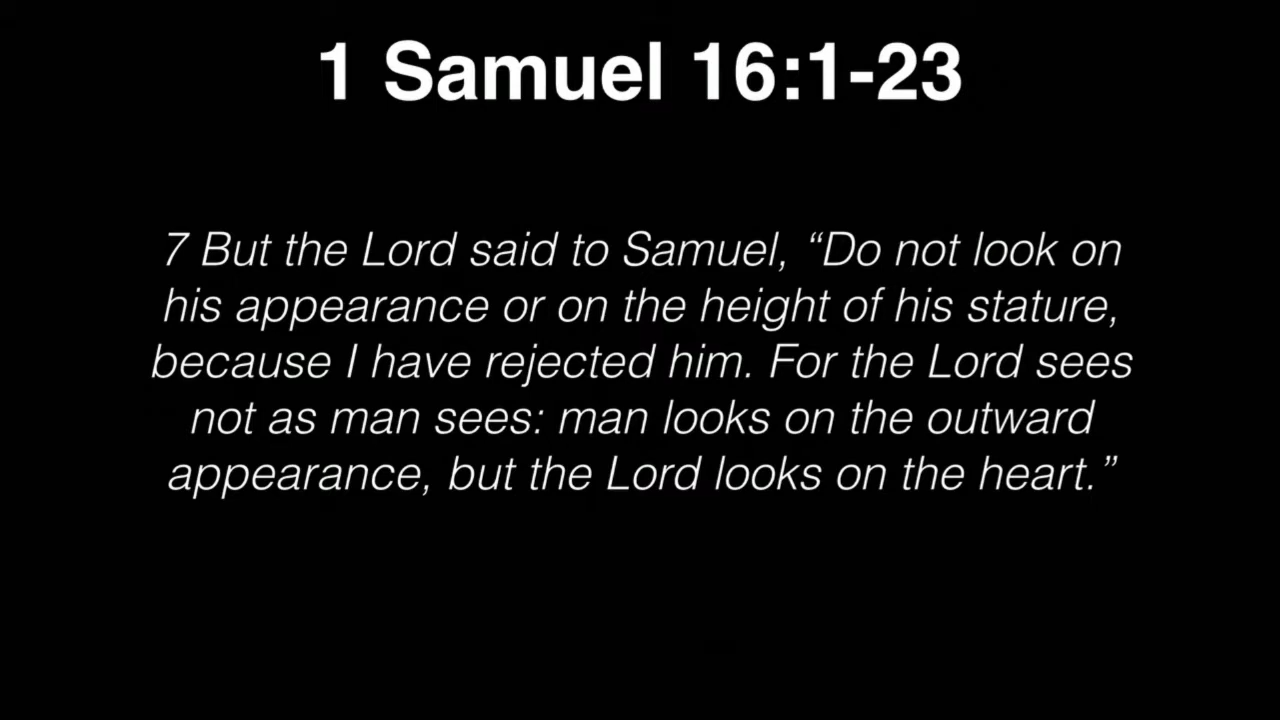 1 Samuel 16:1-23
7 But the Lord said to Samuel, “Do not look on
his appearance or on the height of his stature,
because I have rejected him. For the Lord sees
not as man sees: man looks on the outward
appearance, but the Lord looks on the heart.”